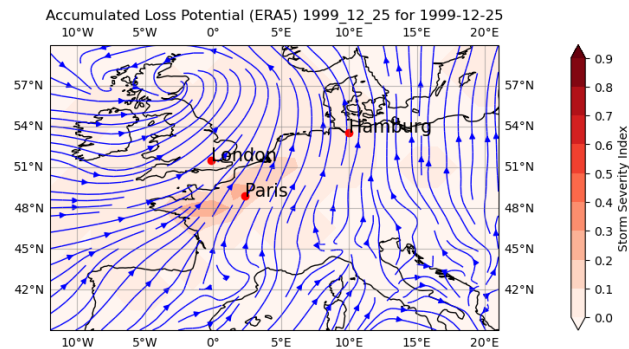 Accumulated Loss Potential (ERA5) 1999_12_25 for 1999-12-25
10°W 5°W 0° 5°E 10°E 15°E 20°E
57°N 57°N
54°N 54°N
51°N 51°N
48°N 48°N
45°N 45°N
42°N 42°N
Hamburg
London
Paris
10°W 5°W 0° 5°E 10°E 15°E 20°E
0.9
0.8
0.7
0.6
0.5
0.4
0.3
0.2
0.1
0.0
Storm Severity Index